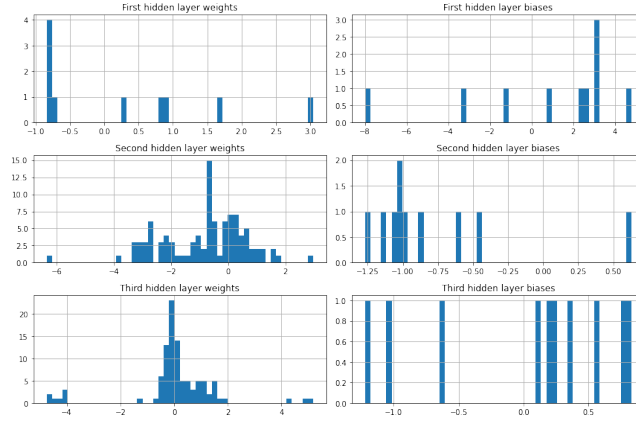 First hidden layer weights
First hidden layer biases
4
3
2
1
0
−1.0 −0.5 0.0 0.5 1.0 1.5 2.0 2.5 3.0
3.0
2.5
2.0
1.5
1.0
0.5
0.0
−8 −6 −4 −2 0 2 4
Second hidden layer weights
Second hidden layer biases
15.0
12.5
10.0
7.5
5.0
2.5
0.0
−6 −4 −2 0 2
2.0
1.5
1.0
0.5
0.0
−1.25 −1.00 −0.75 −0.50 −0.25 0.00 0.25 0.50
Third hidden layer weights
Third hidden layer biases
20
15
10
5
0
−4 −2 0 2 4
1.0
0.8
0.6
0.4
0.2
0.0
−1.0 −0.5 0.0 0.5